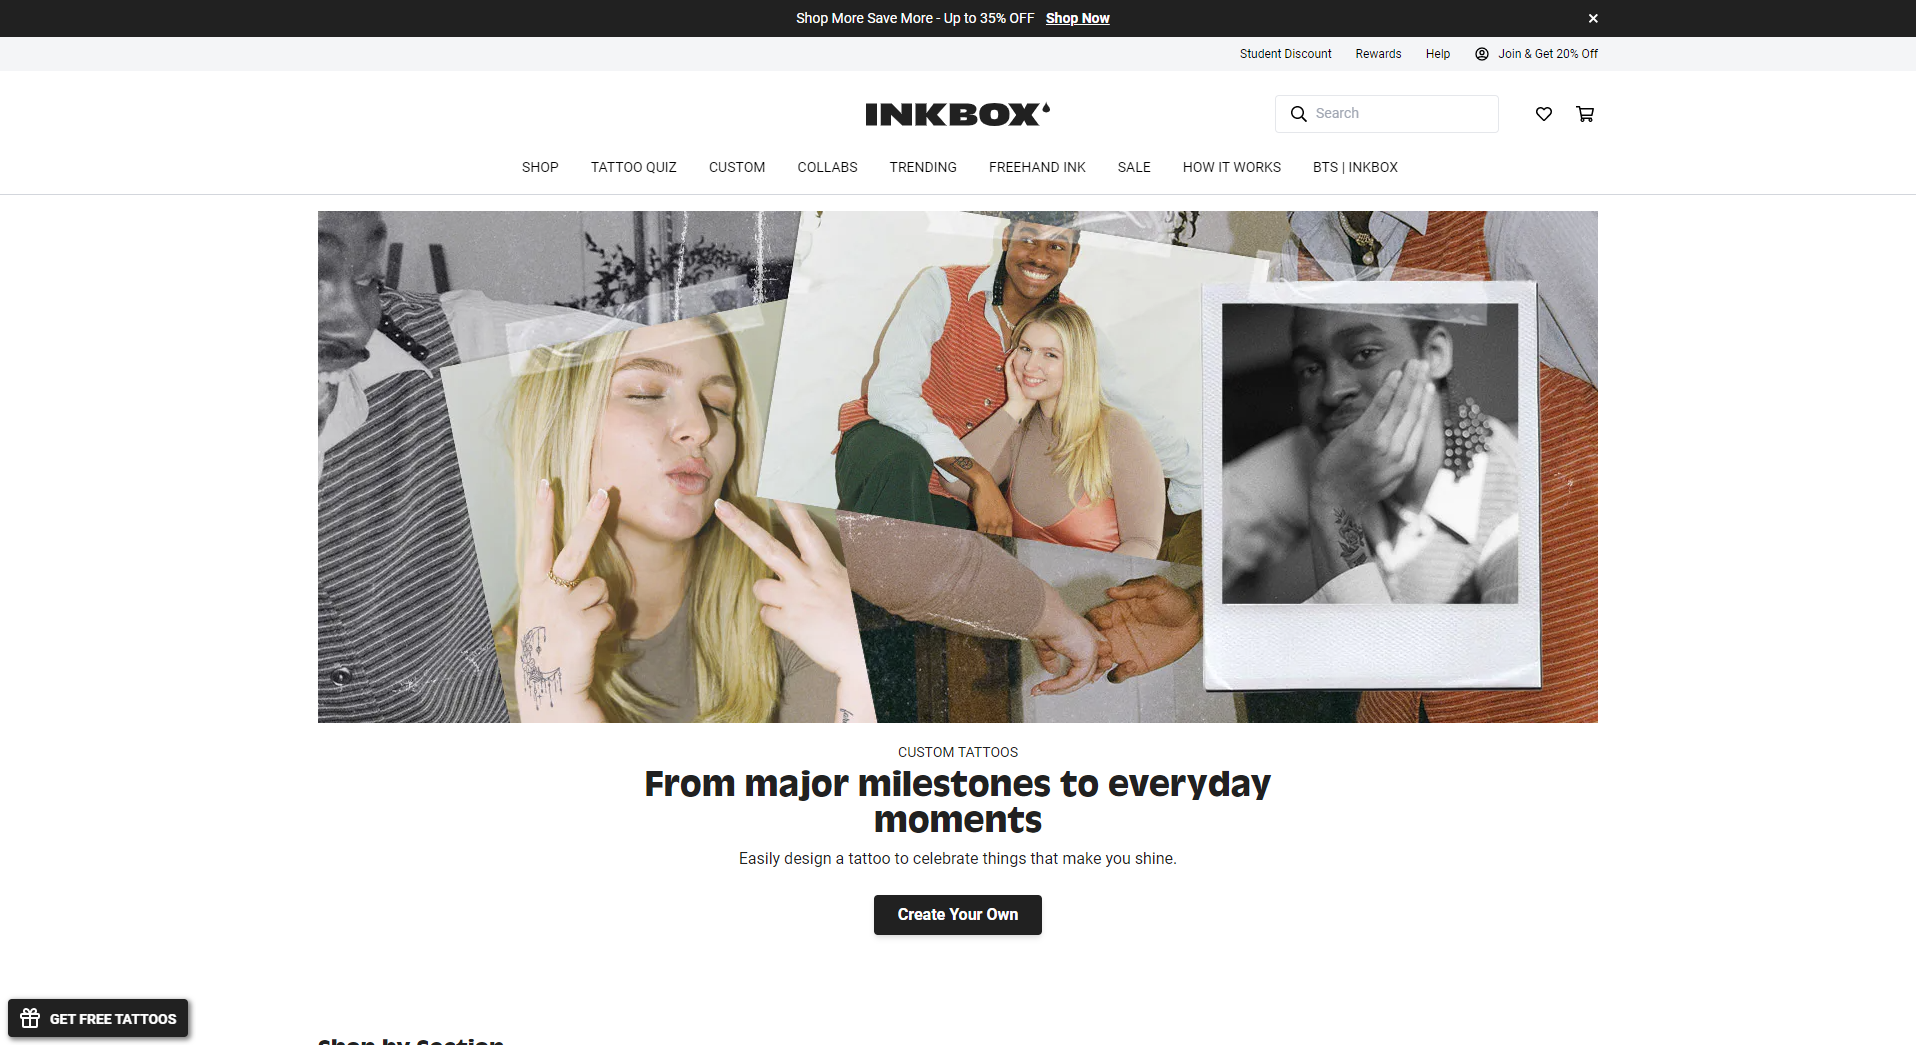 Shop More Save More - Up to 35% OFF Shop Now
Student Discount Rewards Help Join & Get 20% Off
INKBOX
Search
SHOP TATTOO QUIZ CUSTOM COLLABS TRENDING FREEHAND INK SALE HOW IT WORKS BTS | INKBOX
CUSTOM TATTOOS
From major milestones to everyday
moments
Easily design a tattoo to celebrate things that make you shine.
Create Your Own
GET FREE TATTOOS
Shop by Section